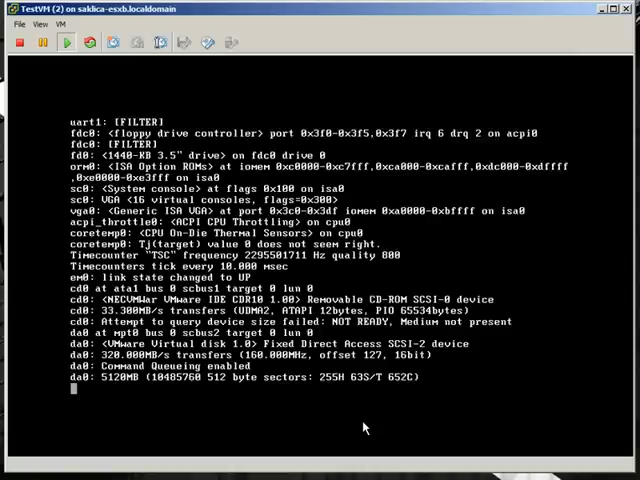 TestVM (2) on saklica-esxb.localdomain
File View VM
uart1: [FILTER]
fdc0: <floppy drive controller> port 0x3f0-0x3f5,0x3f7 irq 6 drq 2 on acpi0
fdc0: [FILTER]
fd0: <1440-KB 3.5" drive> on fdc0 drive 0
orm0: <ISA Option ROMs> at iomem 0xc0000-0xc7fff,0xca000-0xcafff,0xdc000-0xdffff
,0xe0000-0xe3fff on isa0
sc0: <System console> at flags 0x100 on isa0
sc0: VGA <16 virtual consoles, flags=0x300>
vga0: <Generic ISA VGA> at port 0x3c0-0x3df iomem 0xa0000-0xbffff on isa0
acpi_throttle0: <ACPI CPU Throttling> on cpu0
coretemp0: <CPU On-Die Thermal Sensors> on cpu0
coretemp0: Tj(target) value 0 does not seem right.
Timecounter "TSC" frequency 2295501711 Hz quality 800
Timecounters tick every 10.000 msec
em0: link state changed to UP
cd0 at ata1 bus 0 scbus1 target 0 lun 0
cd0: <NECVMWar VMware IDE CDR10 1.00> Removable CD-ROM SCSI-0 device
cd0: 33.300MB/s transfers (UDMA2, ATAPI 12bytes, PIO 65534bytes)
cd0: Attempt to query device size failed: NOT READY, Medium not present
da0 at mpt0 bus 0 scbus2 target 0 lun 0
da0: <VMware Virtual disk 1.0> Fixed Direct Access SCSI-2 device
da0: 320.000MB/s transfers (160.000MHz, offset 127, 16bit)
da0: Command Queueing enabled
da0: 5120MB (10485760 512 byte sectors: 255H 63S/T 652C)